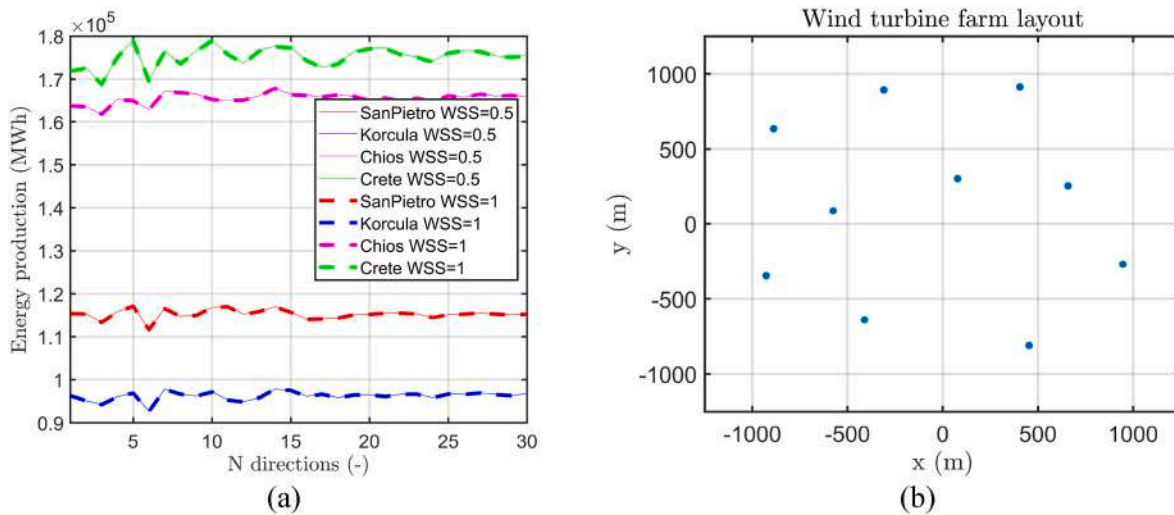 ×10⁵
1.8
1.7
1.6
1.5
1.4
1.3
1.2
1.1
1
0.9
Energy production (MWh)
SanPietro WSS=0.5
Korcula WSS=0.5
Chios WSS=0.5
Crete WSS=0.5
SanPietro WSS=1
Korcula WSS=1
Chios WSS=1
Crete WSS=1
5 10 15 20 25 30
N directions (-)
(a)
Wind turbine farm layout
1000
500
0
-500
-1000
y (m)
-1000 -500 0 500 1000
x (m)
(b)